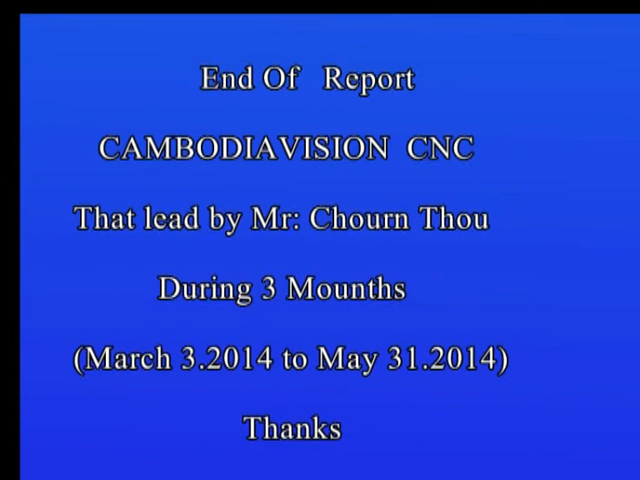 End Of Report
CAMBODIAVISION CNC
That lead by Mr: Chourn Thou
During 3 Mounths
(March 3.2014 to May 31.2014)
Thanks